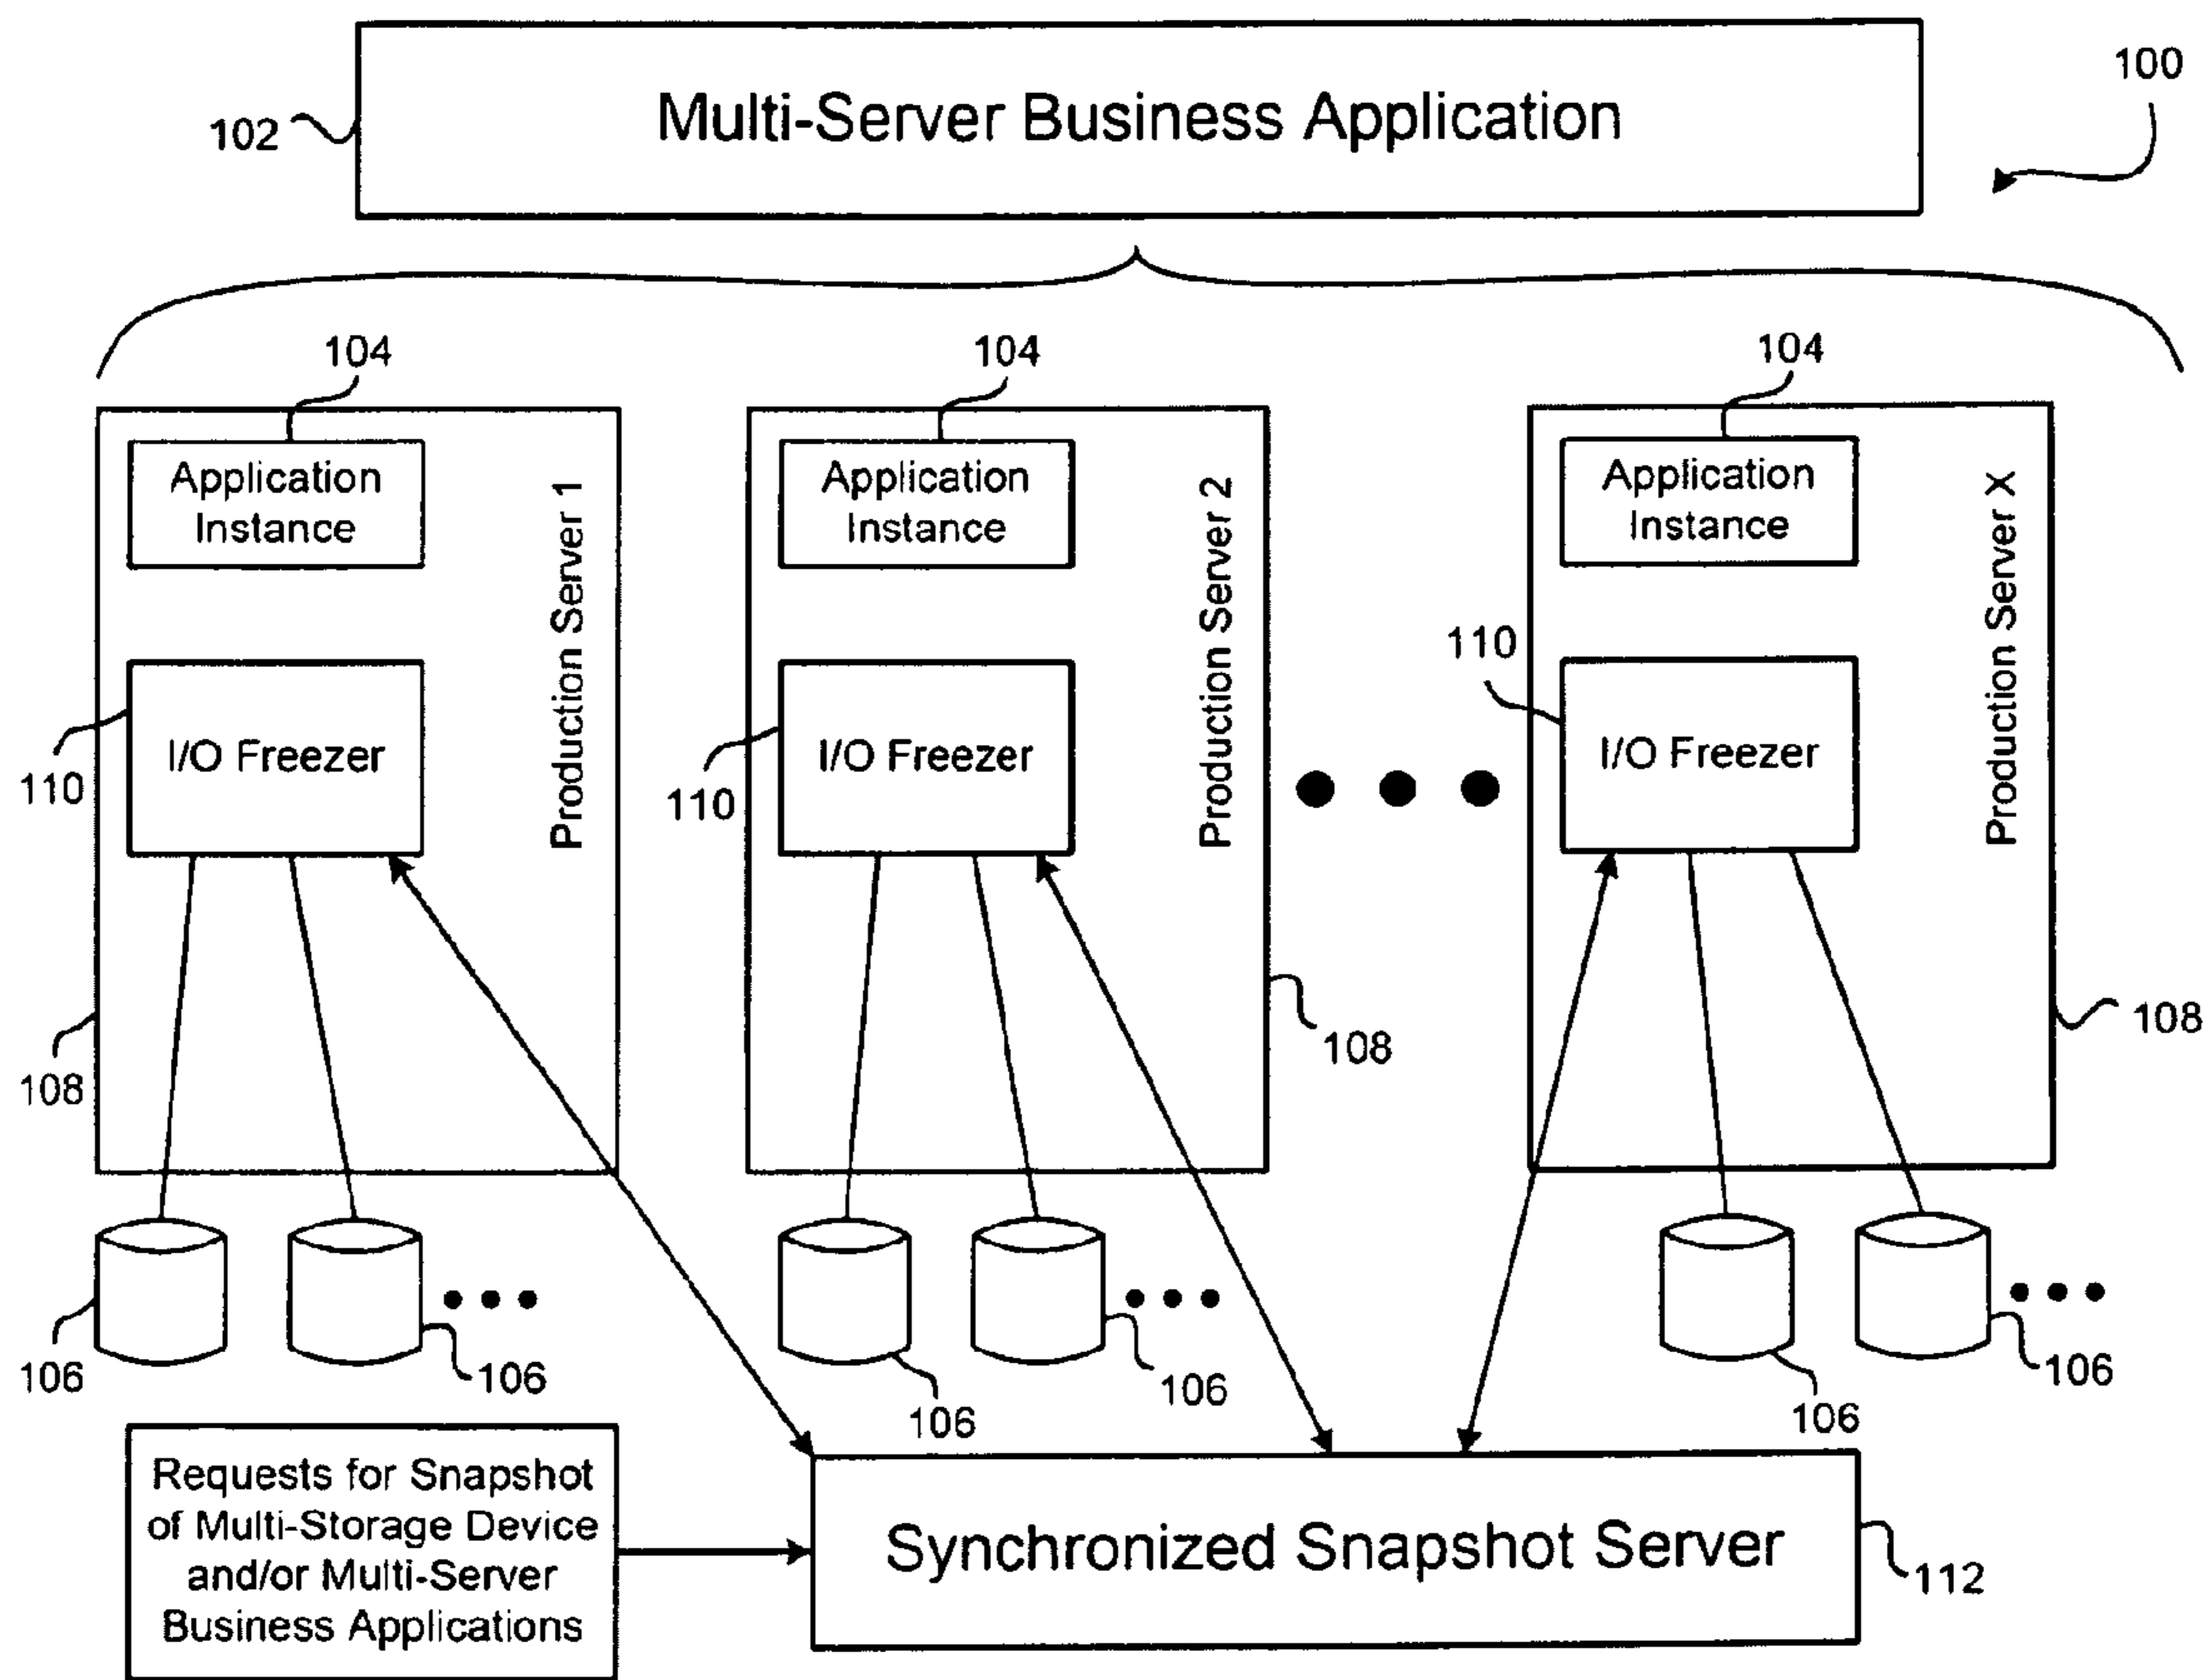 Multi-Server Business Application
100
102
104
104
104
Application
Instance
Production Server 1
Application
Instance
Production Server 2
Application
Instance
Production Server X
110
I/O Freezer
110
I/O Freezer
110
I/O Freezer
108
108
108
106
106
106
106
106
106
Requests for Snapshot
of Multi-Storage Device
and/or Multi-Server
Business Applications
Synchronized Snapshot Server
112